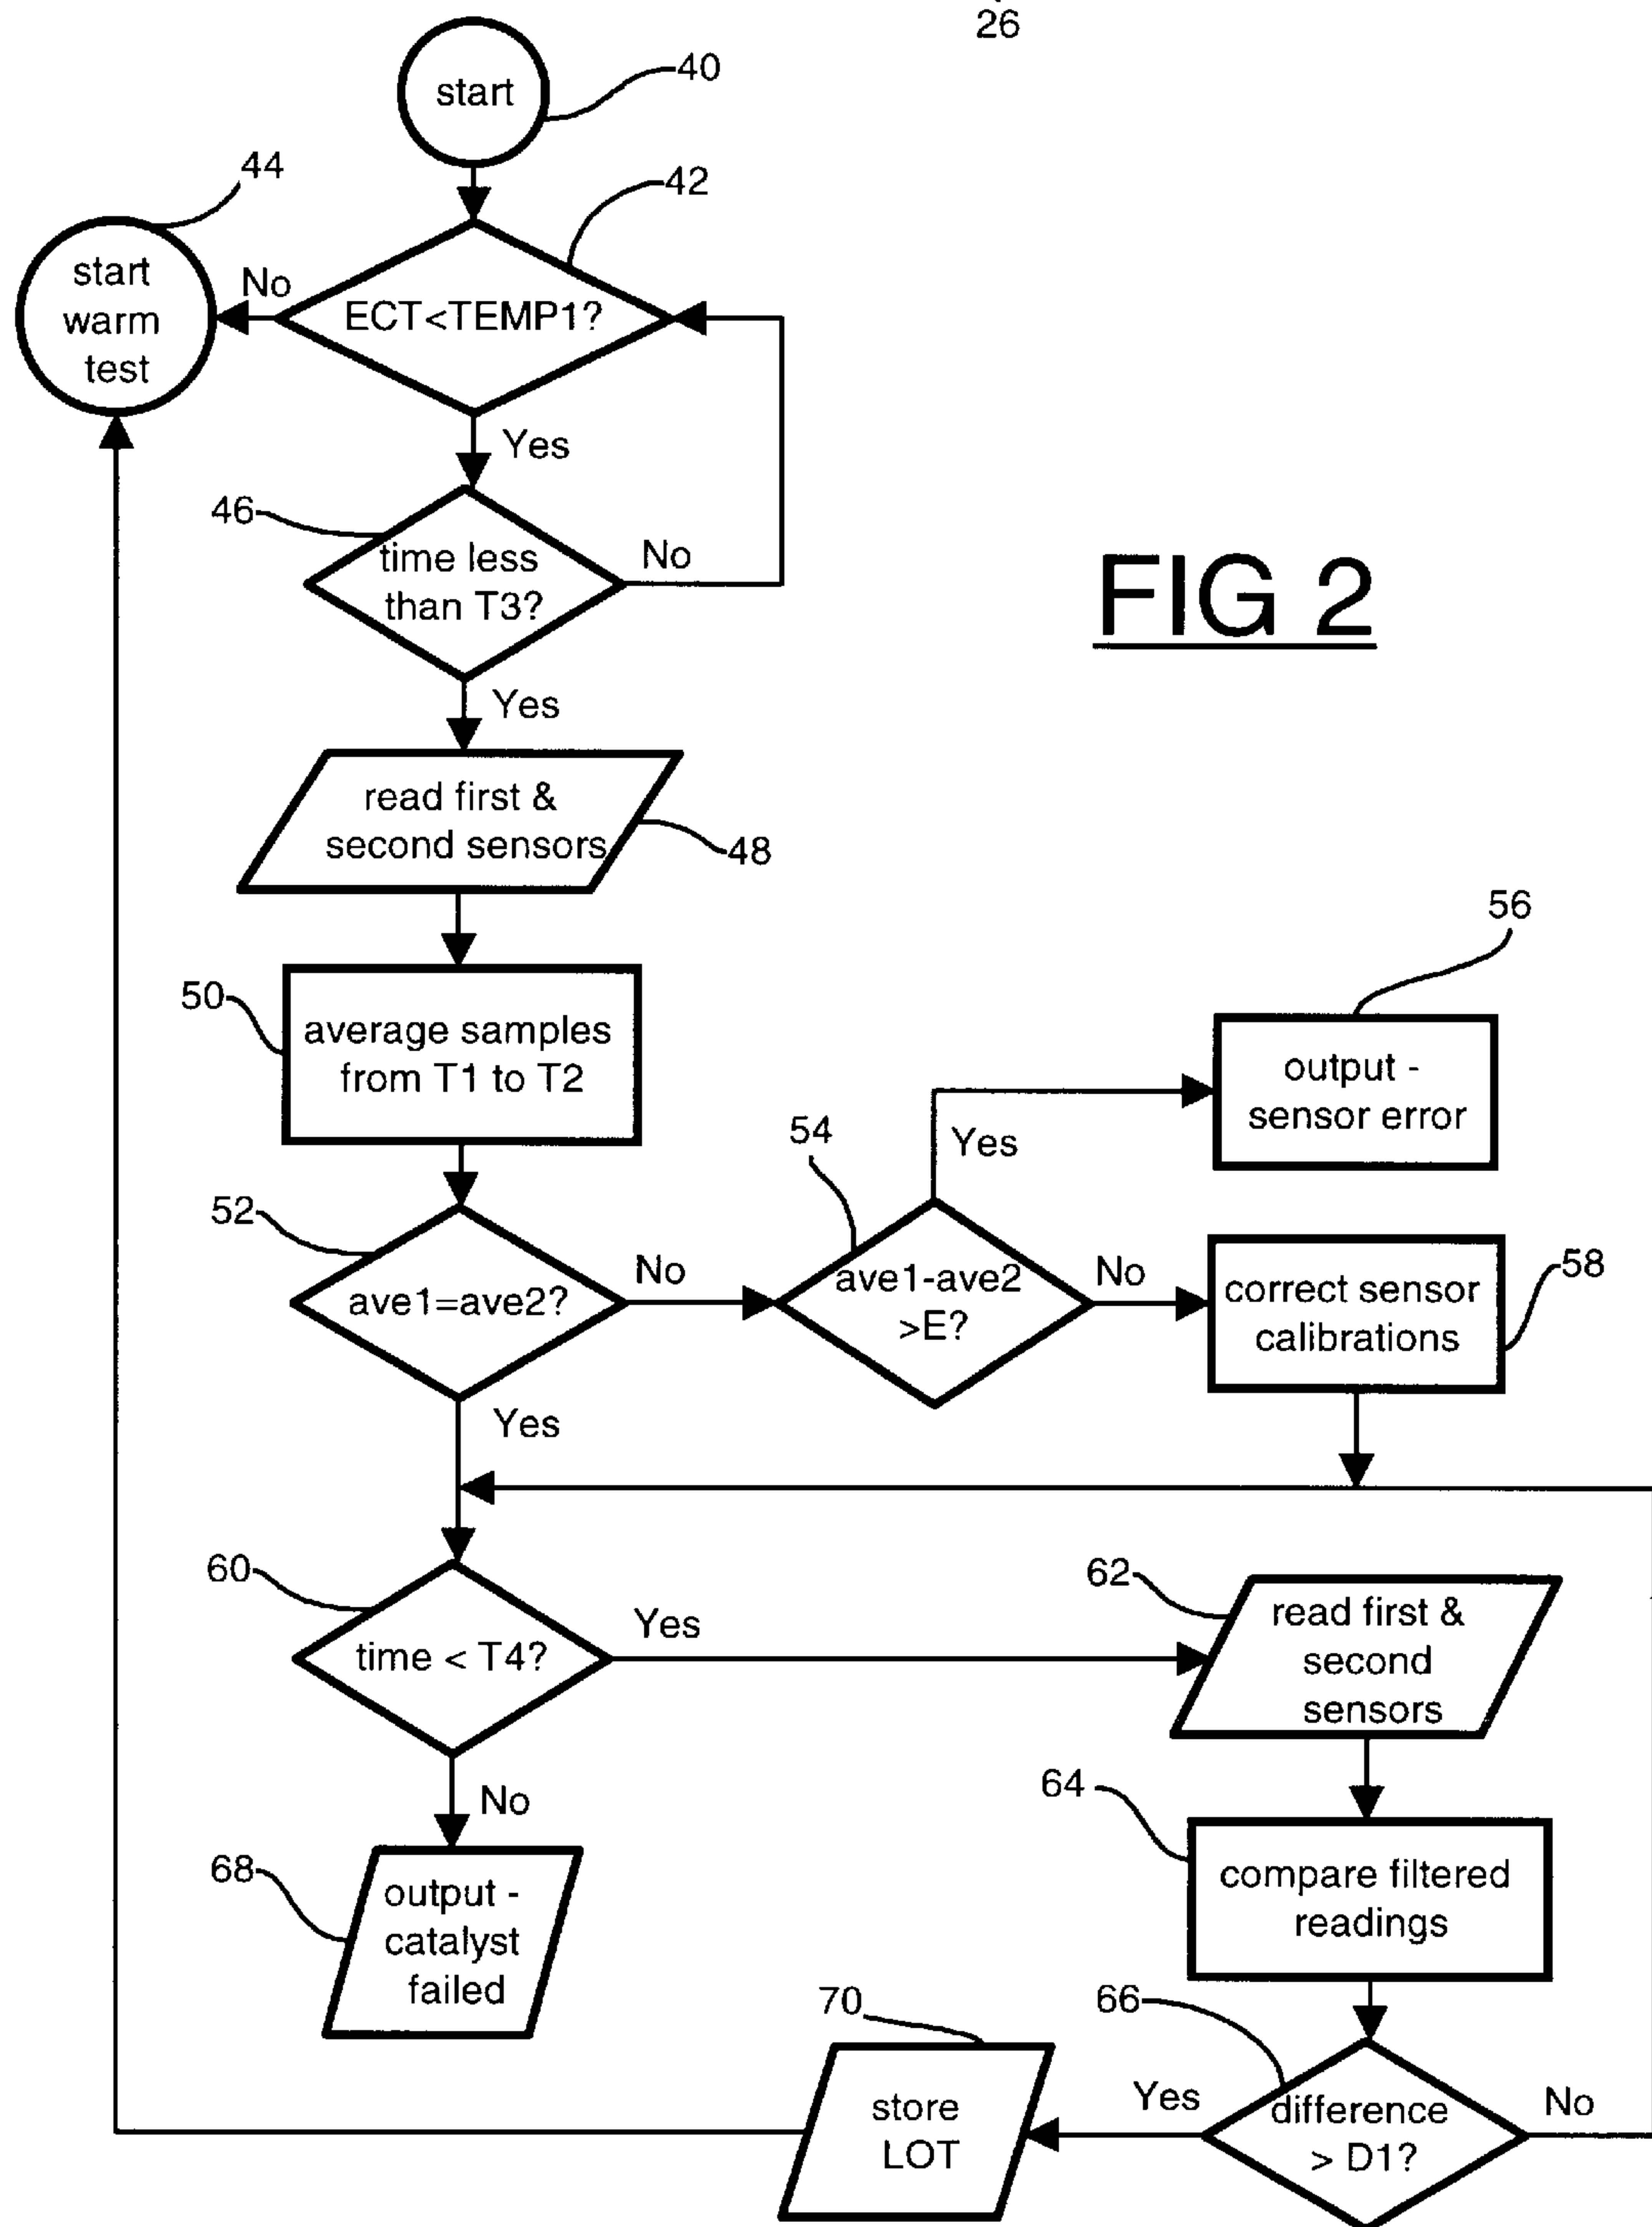 26
start
40
44
42
start
warm
test
No
ECT<TEMP1?
Yes
46
time less
than T3?
No
FIG 2
Yes
read first &
second sensors
48
50
average samples
from T1 to T2
56
output -
sensor error
54
Yes
52
ave1=ave2?
No
ave1-ave2
>E?
No
correct sensor
calibrations
58
Yes
60
time < T4?
Yes
62
read first &
second
sensors
No
64
compare filtered
readings
68
output -
catalyst
failed
70
store
LOT
66
Yes
difference
> D1?
No